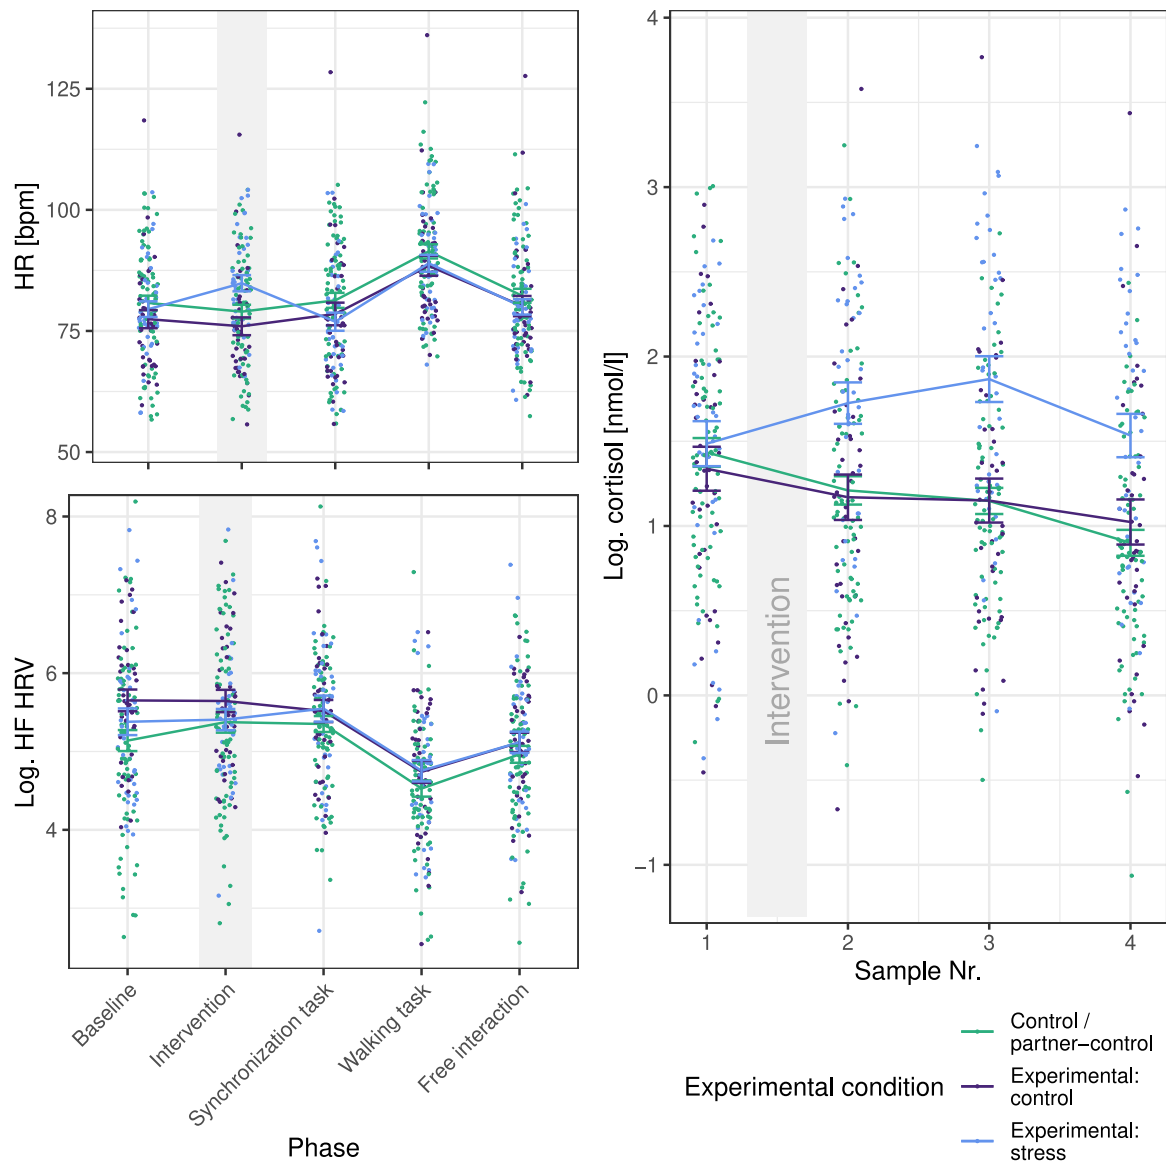 HR [bpm]
125
100
75
50
Log. HF HRV
8
6
4
Baseline
Intervention
Synchronization task
Walking task
Free interaction
Phase
Log. cortisol [nmol/l]
4
3
2
1
0
−1
Intervention
1
2
3
4
Sample Nr.
Experimental condition
Control /
partner−control
Experimental:
control
Experimental:
stress